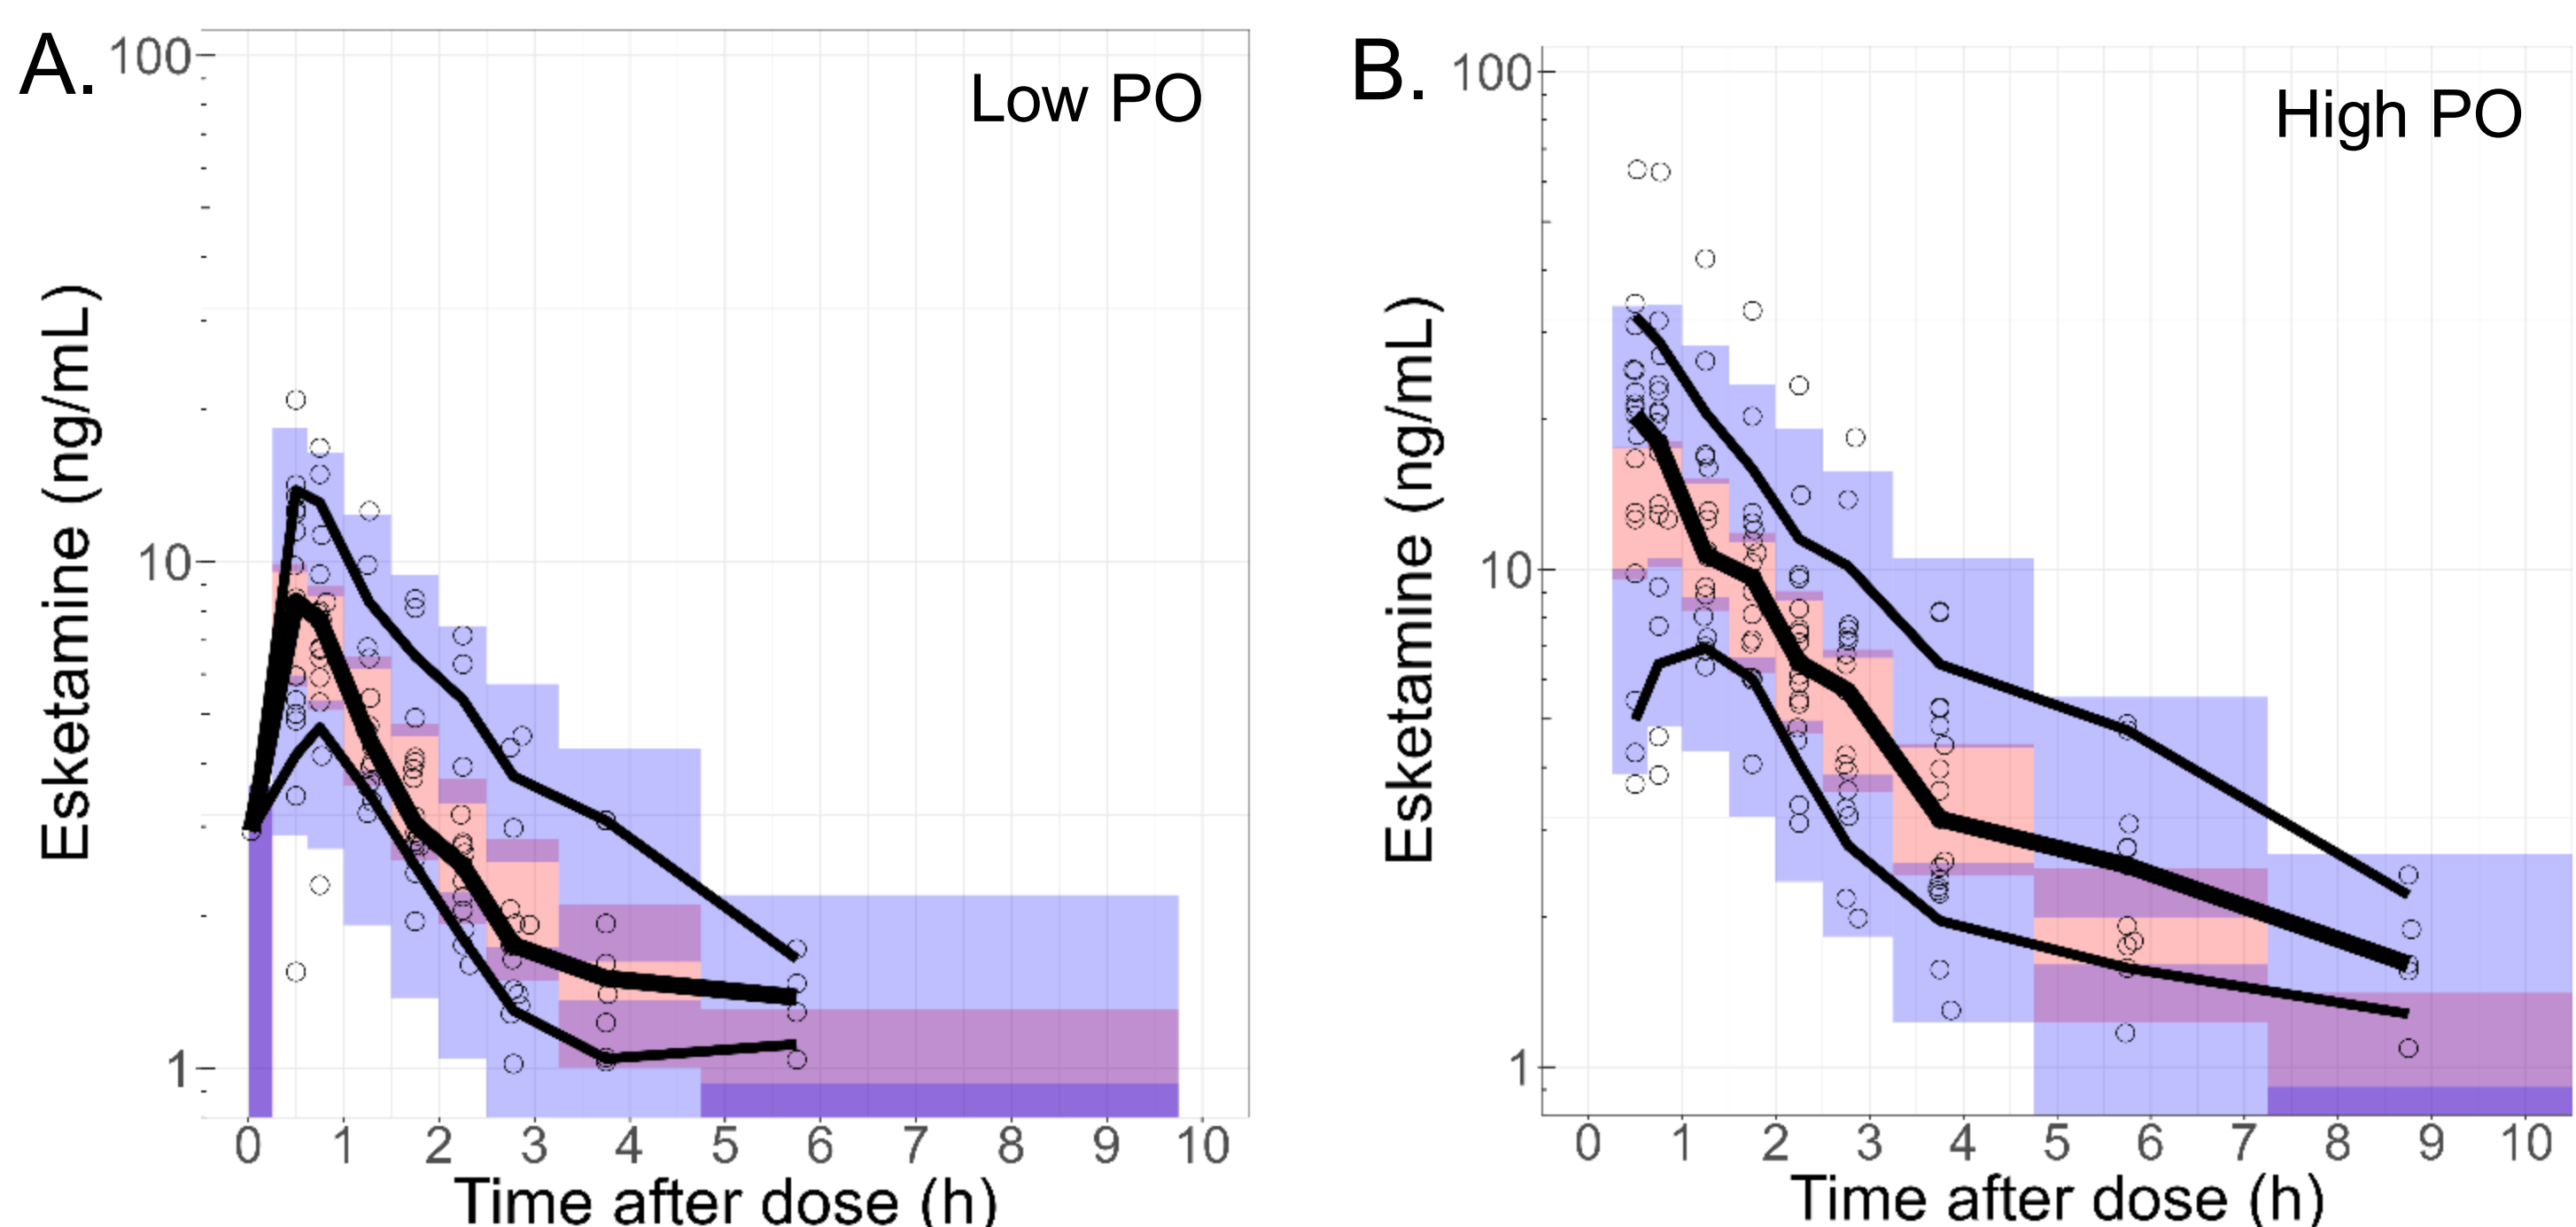 A.
Low PO
Esketamine (ng/mL)
100
10
1
0 1 2 3 4 5 6 7 8 9 10
Time after dose (h)
B.
High PO
Esketamine (ng/mL)
100
10
1
0 1 2 3 4 5 6 7 8 9 10
Time after dose (h)